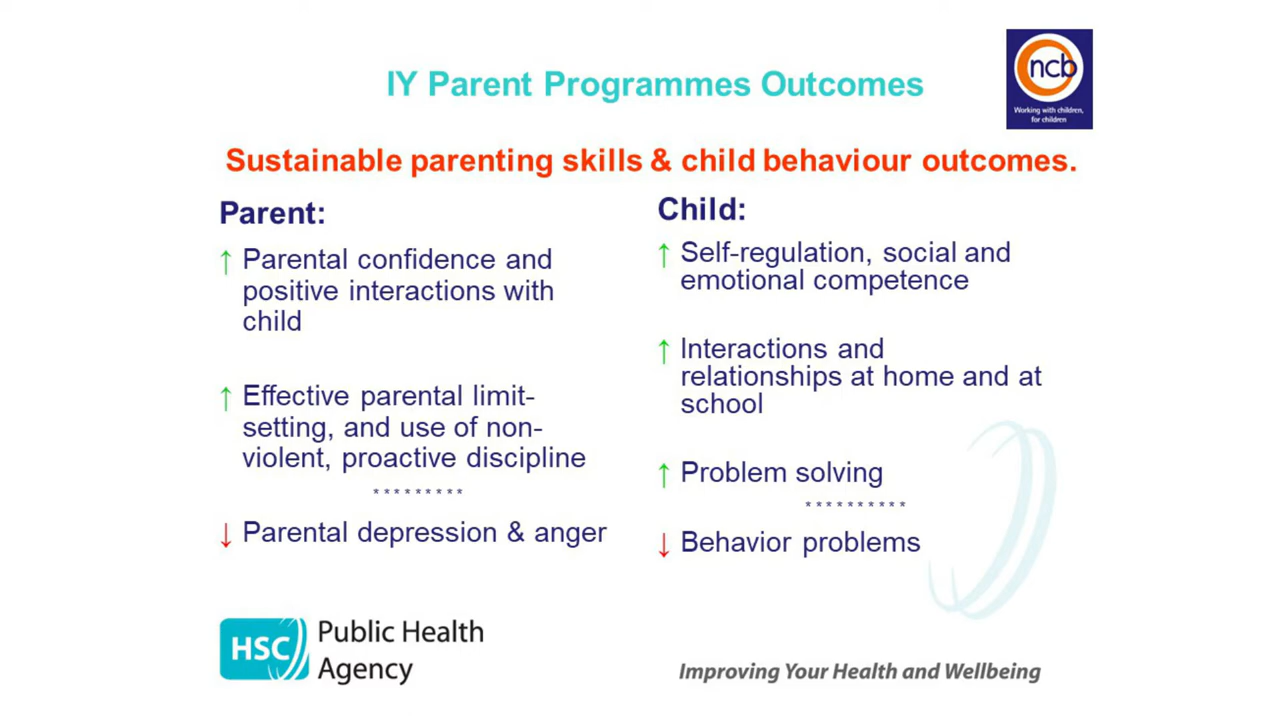 IY Parent Programmes Outcomes
ncb
Working with children,
for children
Sustainable parenting skills & child behaviour outcomes.
Parent:
↑ Parental confidence and
positive interactions with
child
↑ Effective parental limit-
setting, and use of non-
violent, proactive discipline
*********
↓ Parental depression & anger
Child:
↑ Self-regulation, social and
emotional competence
↑ Interactions and
relationships at home and at
school
↑ Problem solving
**********
↓ Behavior problems
HSC
Public Health
Agency
Improving Your Health and Wellbeing